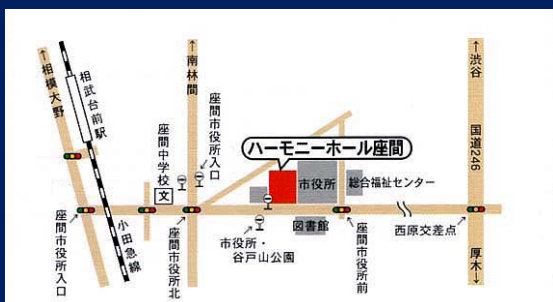 ↑相模大野
相武台前駅
座間市役所入口
小田急線
座間中学校
文
↑南林間
座間市役所入口
座間市役所北
ハーモニーホール座間
市役所
総合福祉センター
図書館
市役所・
谷戸山公園
座間市役所前
西原交差点
↑渋谷
国道246
厚木↓